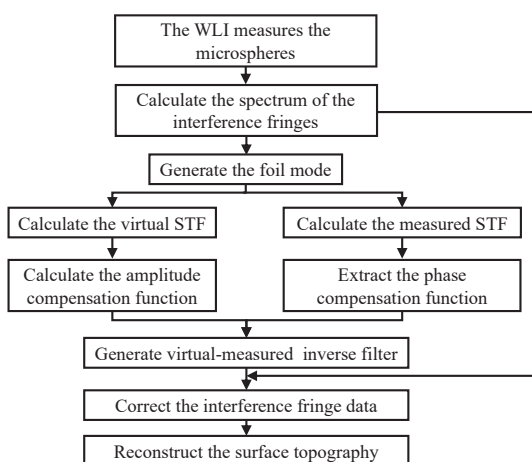 The WLI measures the
microspheres
Calculate the spectrum of the
interference fringes
Generate the foil mode
Calculate the virtual STF
Calculate the measured STF
Calculate the amplitude
compensation function
Extract the phase
compensation function
Generate virtual-measured inverse filter
Correct the interference fringe data
Reconstruct the surface topography